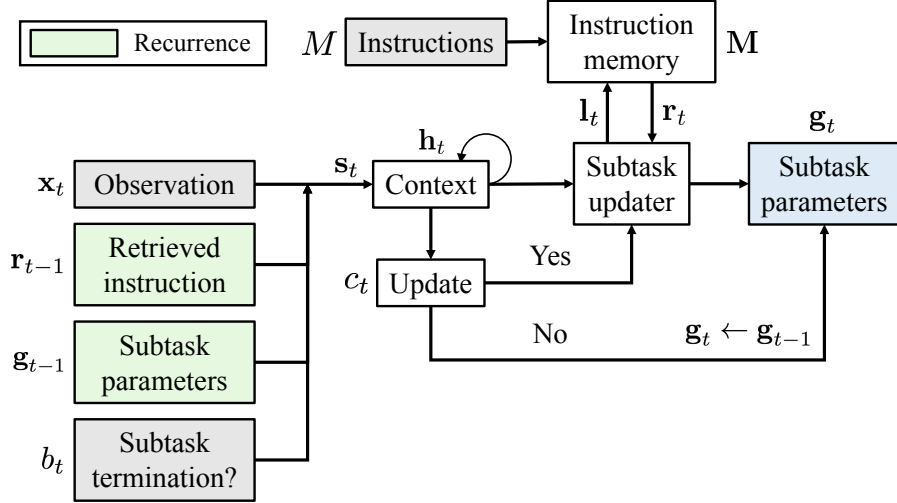 Recurrence
M Instructions
Instruction
memory
M
l_t
r_t
g_t
h_t
s_t
x_t Observation
Context
Subtask
updater
Subtask
parameters
r_{t−1}
Retrieved
instruction
c_t Update
Yes
No
g_t ← g_{t−1}
g_{t−1}
Subtask
parameters
b_t
Subtask
termination?